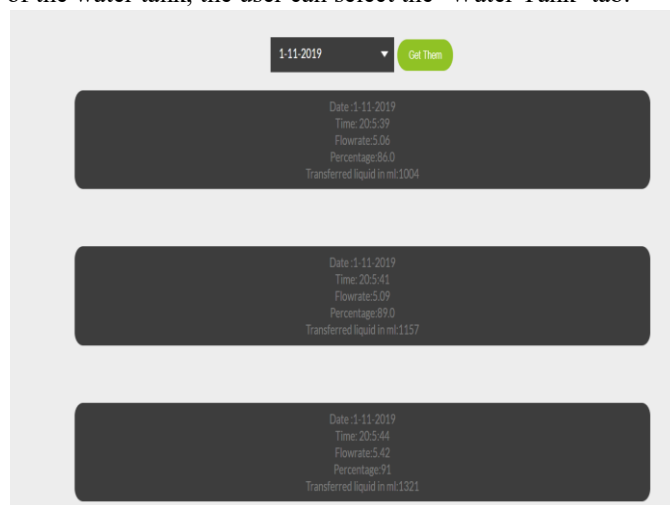 of the water tank, the user can select the "Water Tank" tab.
1-11-2019
Get Them
Date :1-11-2019
Time: 20:5:39
Flowrate:5.06
Percentage:86.0
Transferred liquid in ml:1004
Date :1-11-2019
Time: 20:5:41
Flowrate:5.09
Percentage:89.0
Transferred liquid in ml:1157
Date :1-11-2019
Time: 20:5:44
Flowrate:5.42
Percentage:91
Transferred liquid in ml:1321